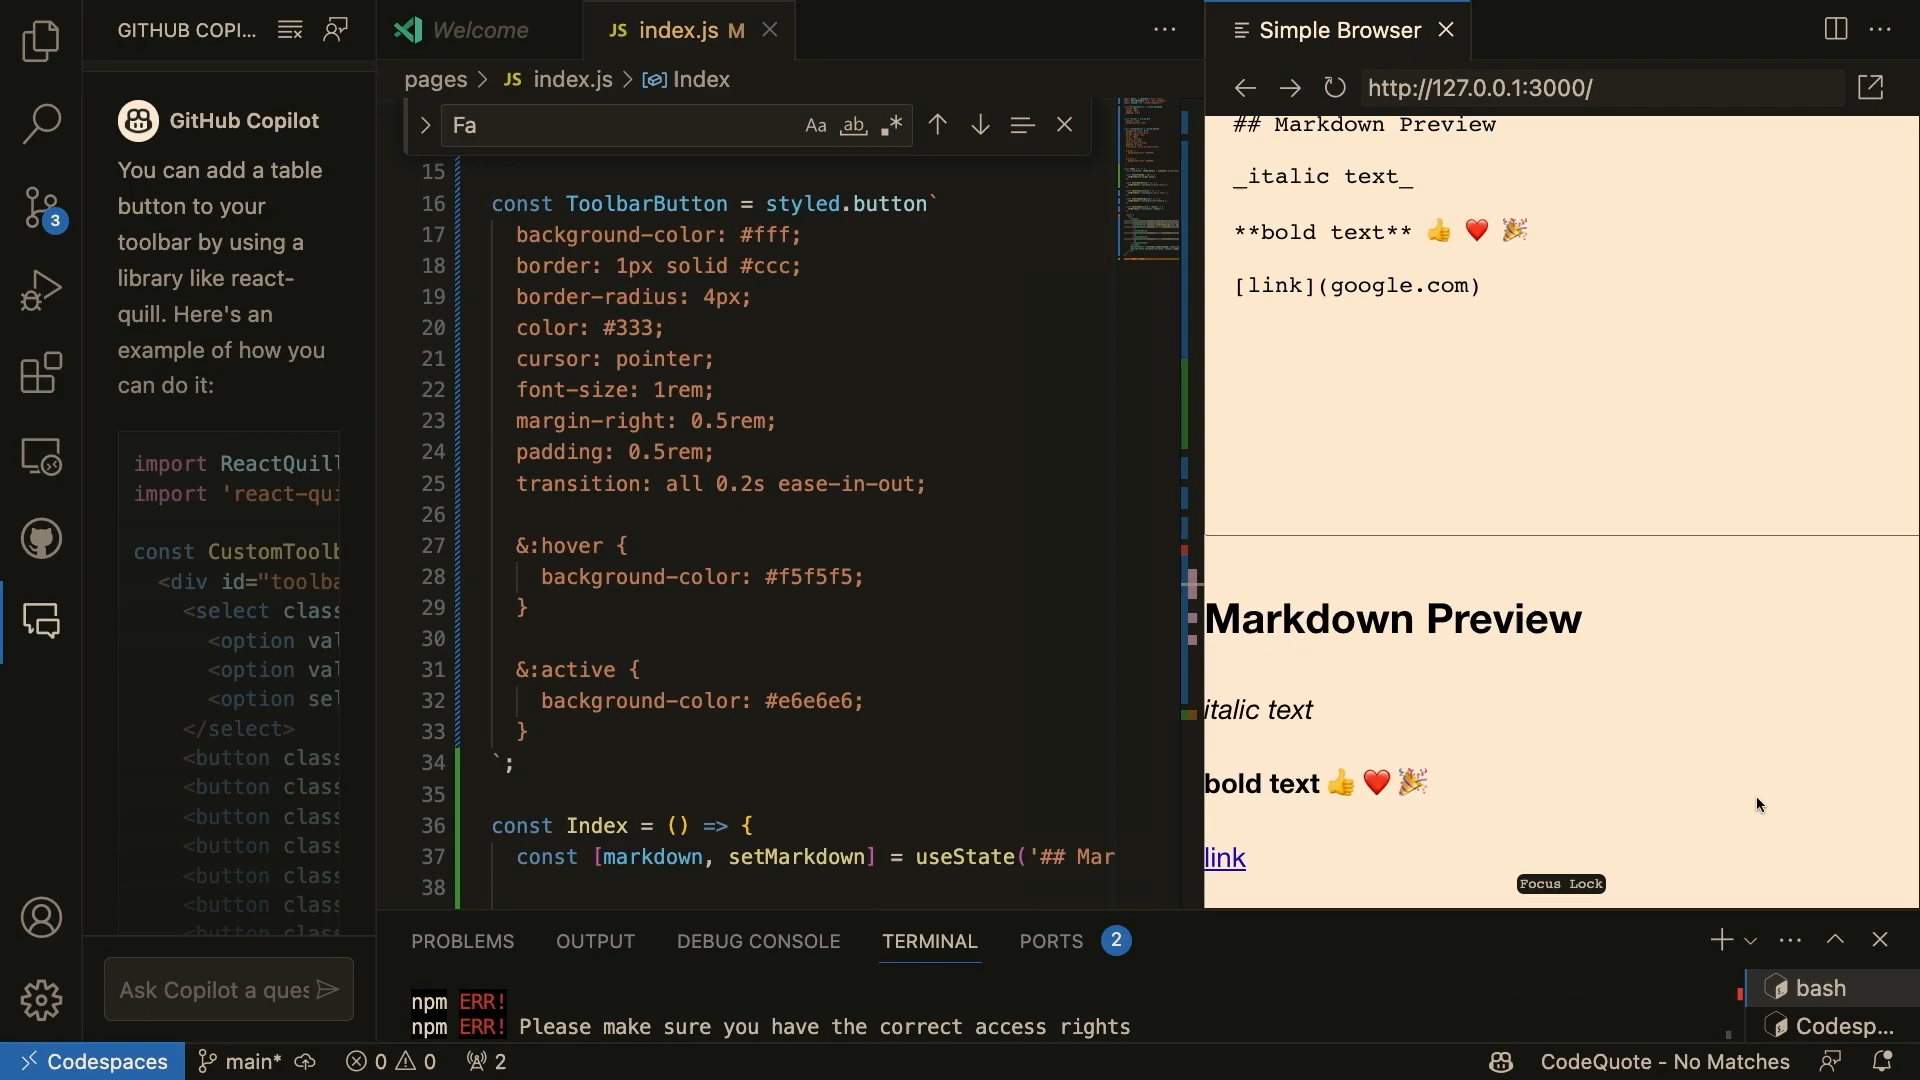 GITHUB COPI...
GitHub Copilot
You can add a table
button to your
toolbar by using a
library like react-
quill. Here's an
example of how you
can do it:
import ReactQuill
import 'react-qui
const CustomToolb
<div id="toolba
<select class
<option val
<option val
<option sel
</select>
<button class
<button class
<button class
<button class
<button class
<button class
<button class
Ask Copilot a ques
3
Welcome
JS index.js M
pages > JS index.js > Index
Fa
Aa ab
15
16 const ToolbarButton = styled.button`
17 background-color: #fff;
18 border: 1px solid #ccc;
19 border-radius: 4px;
20 color: #333;
21 cursor: pointer;
22 font-size: 1rem;
23 margin-right: 0.5rem;
24 padding: 0.5rem;
25 transition: all 0.2s ease-in-out;
26
27 &:hover {
28 background-color: #f5f5f5;
29 }
30
31 &:active {
32 background-color: #e6e6e6;
33 }
34 `;
35
36 const Index = () => {
37 const [markdown, setMarkdown] = useState('## Mar
38
Simple Browser
http://127.0.0.1:3000/
## Markdown Preview
_italic text_
**bold text** 👍 ❤️ 🎉
[link](google.com)
Markdown Preview
italic text
bold text 👍 ❤️ 🎉
link
Focus Lock
PROBLEMS OUTPUT DEBUG CONSOLE TERMINAL PORTS 2
npm ERR!
npm ERR! Please make sure you have the correct access rights
bash
Codesp...
Codespaces main* 0 0 2 CodeQuote - No Matches